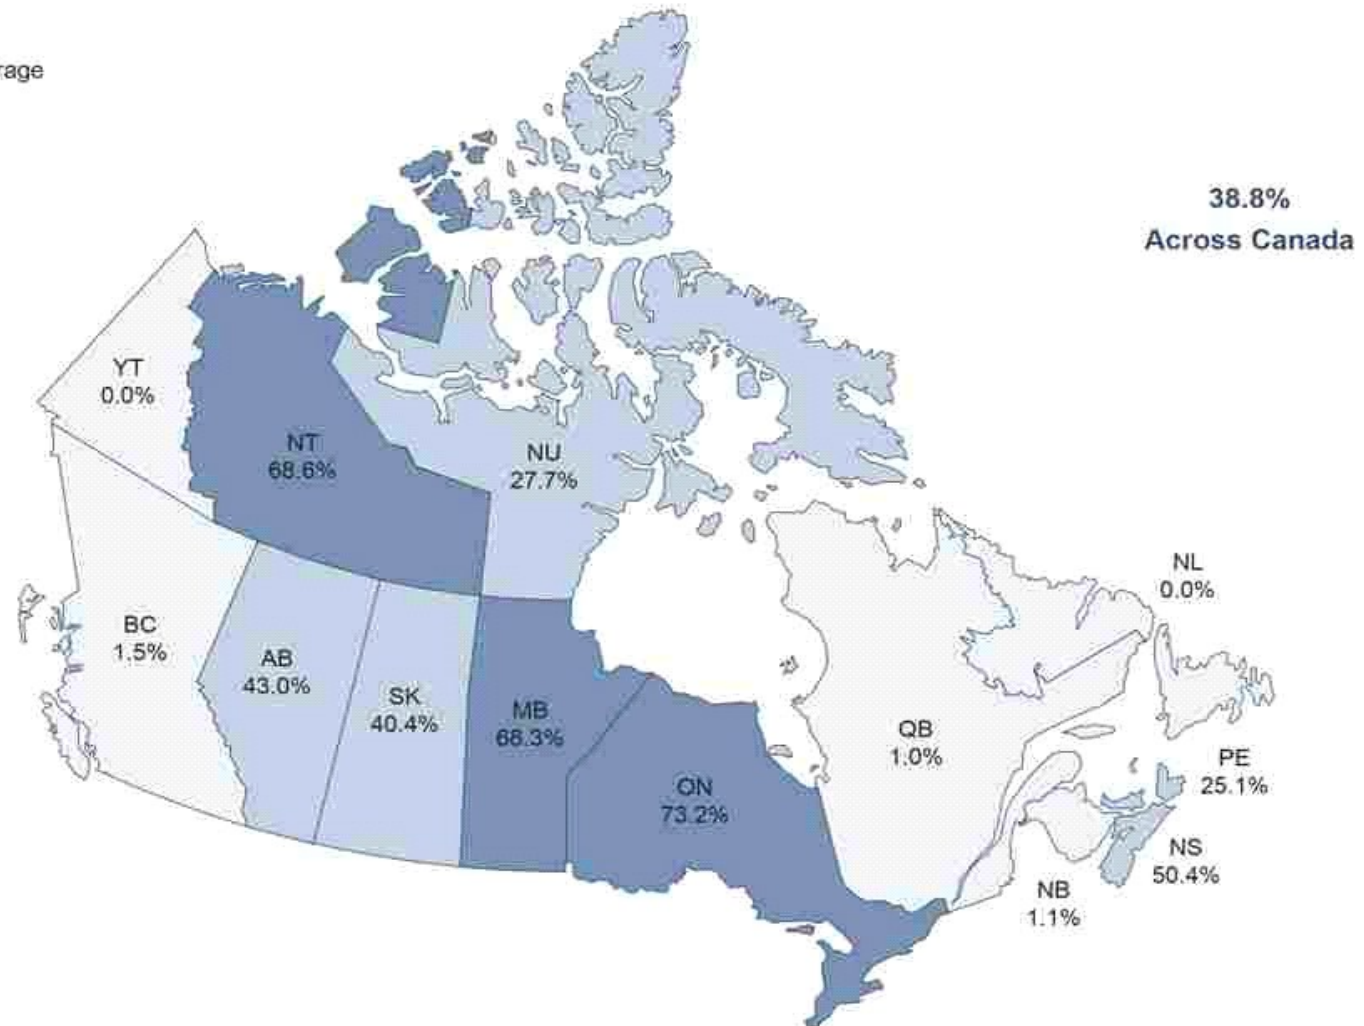 rage
38.8%
Across Canada
YT
0.0%
NT
68.6%
NU
27.7%
NL
0.0%
BC
1.5%
AB
43.0%
SK
40.4%
MB
68.3%
QB
1.0%
ON
73.2%
PE
25.1%
NS
50.4%
NB
1.1%